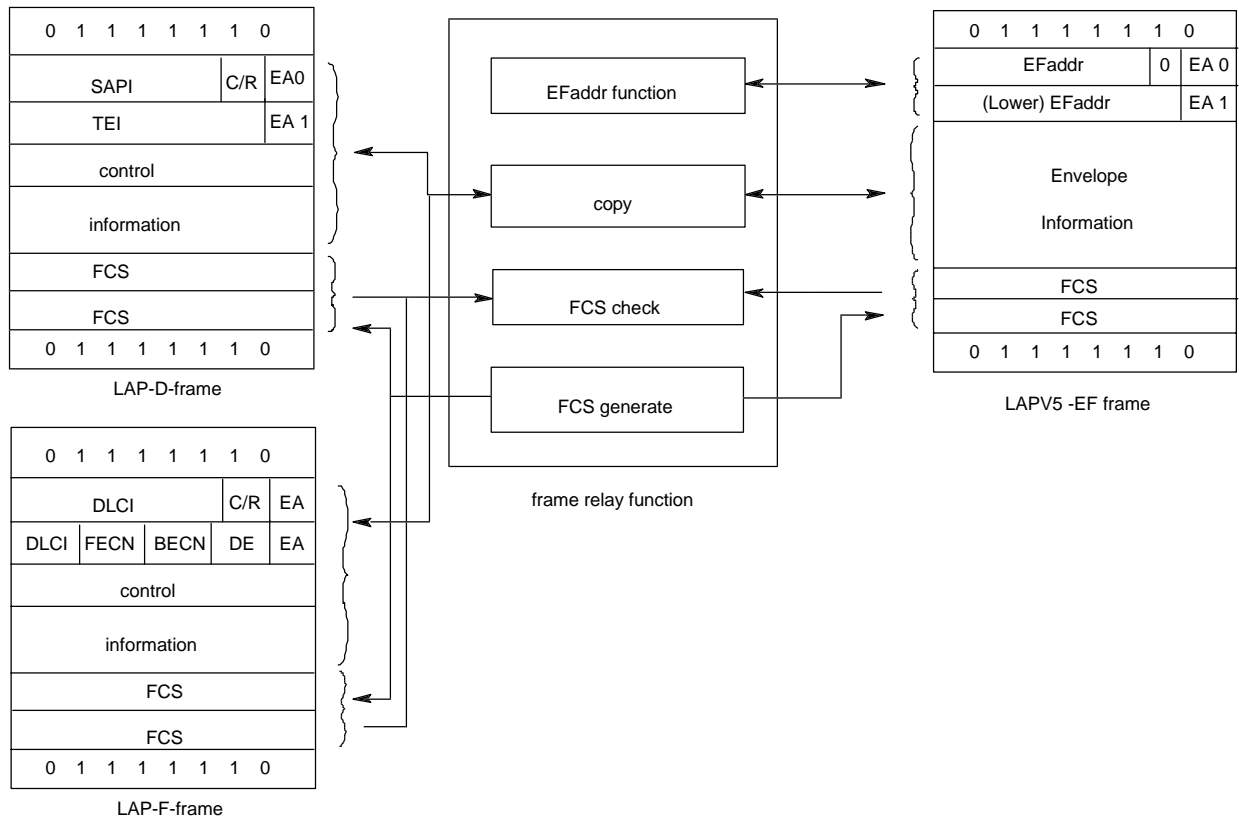 0 1 1 1 1 1 1 0
SAPI C/R EA0
TEI EA 1
control
information
FCS
FCS
0 1 1 1 1 1 1 0
LAP-D-frame
0 1 1 1 1 1 1 0
DLCI C/R EA
DLCI FECN BECN DE EA
control
information
FCS
FCS
0 1 1 1 1 1 1 0
LAP-F-frame
EFaddr function
copy
FCS check
FCS generate
frame relay function
0 1 1 1 1 1 1 0
EFaddr 0 EA 0
(Lower) EFaddr EA 1
Envelope
Information
FCS
FCS
0 1 1 1 1 1 1 0
LAPV5 -EF frame